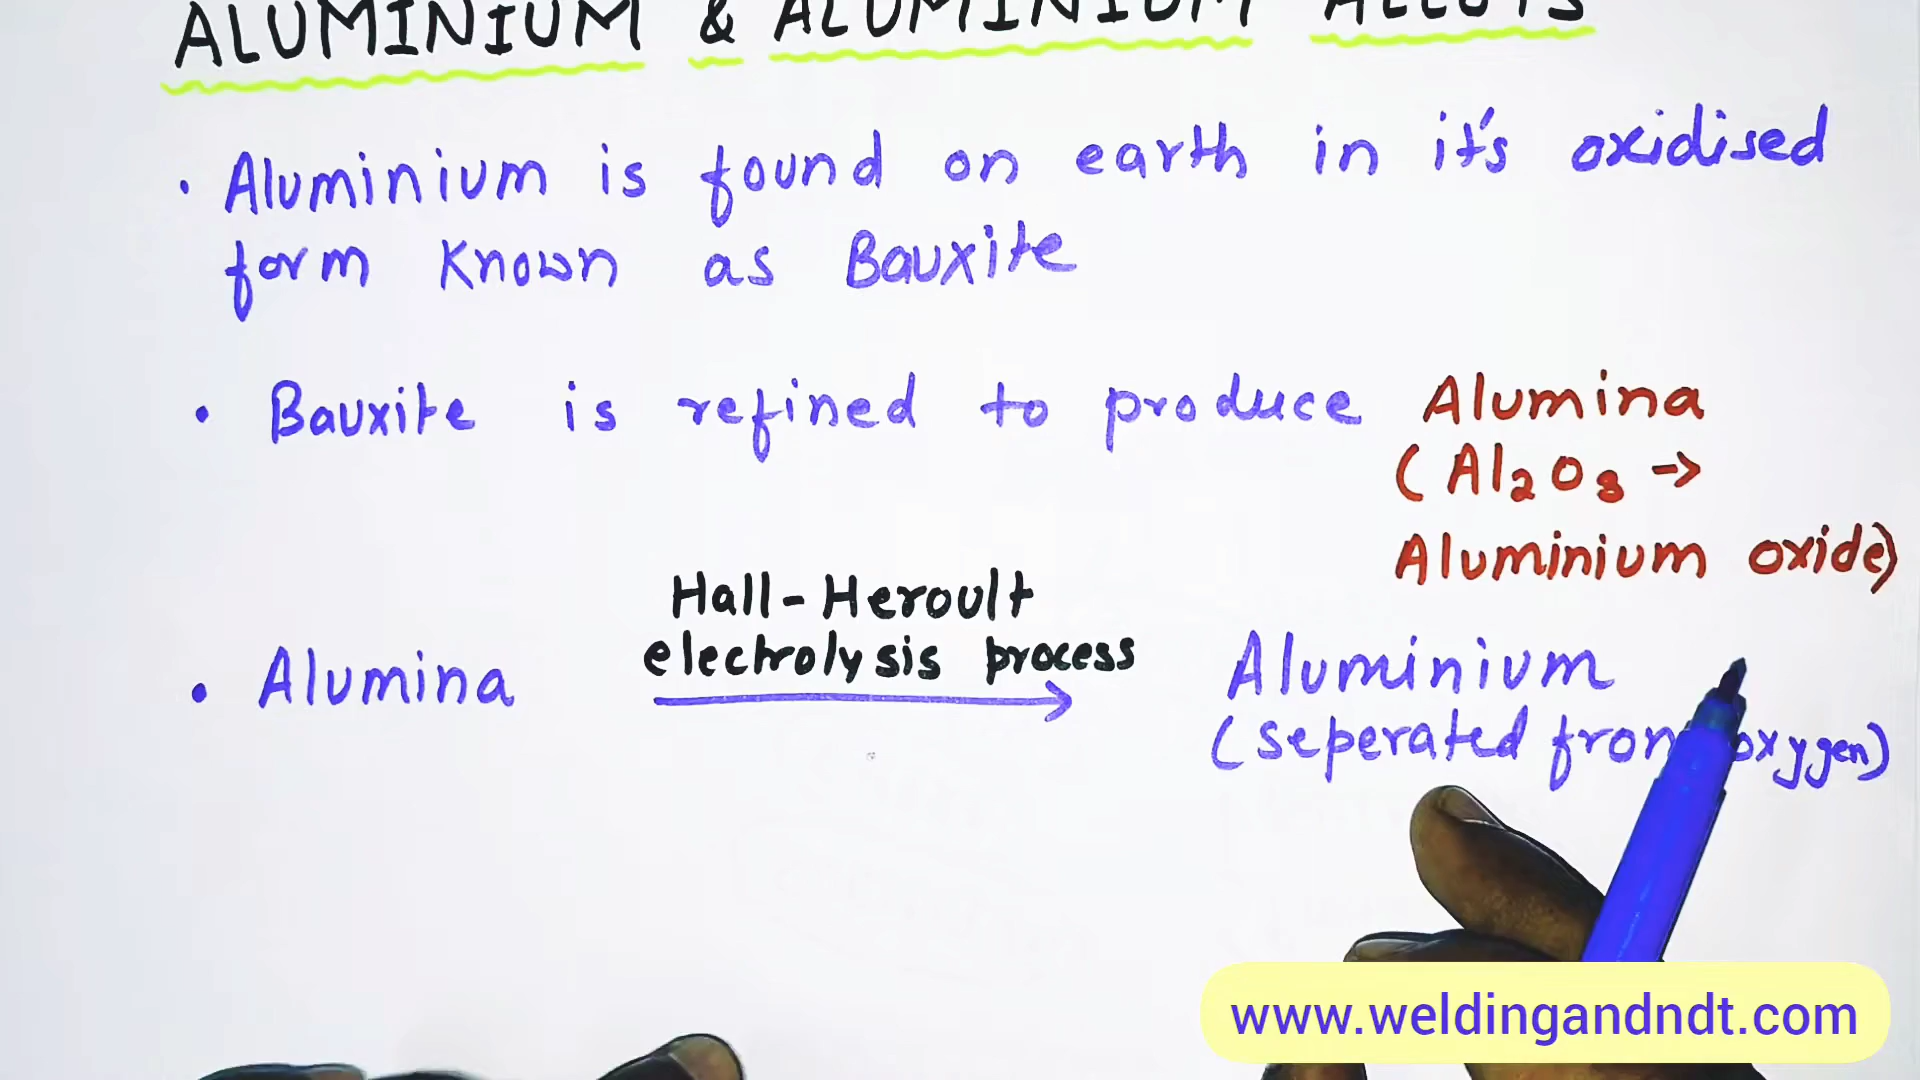 ALUMINIUM & ALUMINIUM ALLOYS
• Aluminium is found on earth in it's oxidised
form known as Bauxite
• Bauxite is refined to produce Alumina
(Al₂O₃ →
Aluminium oxide)
Hall-Heroult
electrolysis process
• Alumina → Aluminium
(seperated from oxygen)
www.weldingandndt.com